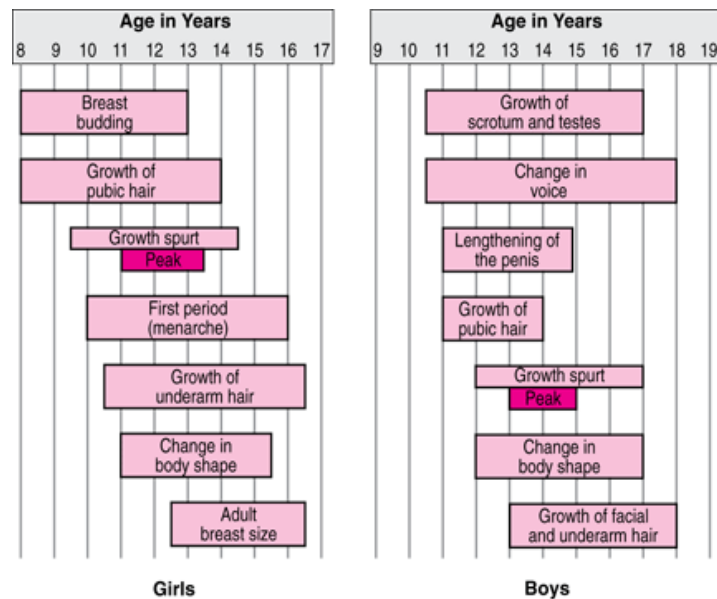 Age in Years
8 9 10 11 12 13 14 15 16 17
Breast
budding
Growth of
pubic hair
Growth spurt
Peak
First period
(menarche)
Growth of
underarm hair
Change in
body shape
Adult
breast size
Girls
Age in Years
9 10 11 12 13 14 15 16 17 18 19
Growth of
scrotum and testes
Change in
voice
Lengthening of
the penis
Growth of
pubic hair
Growth spurt
Peak
Change in
body shape
Growth of facial
and underarm hair
Boys